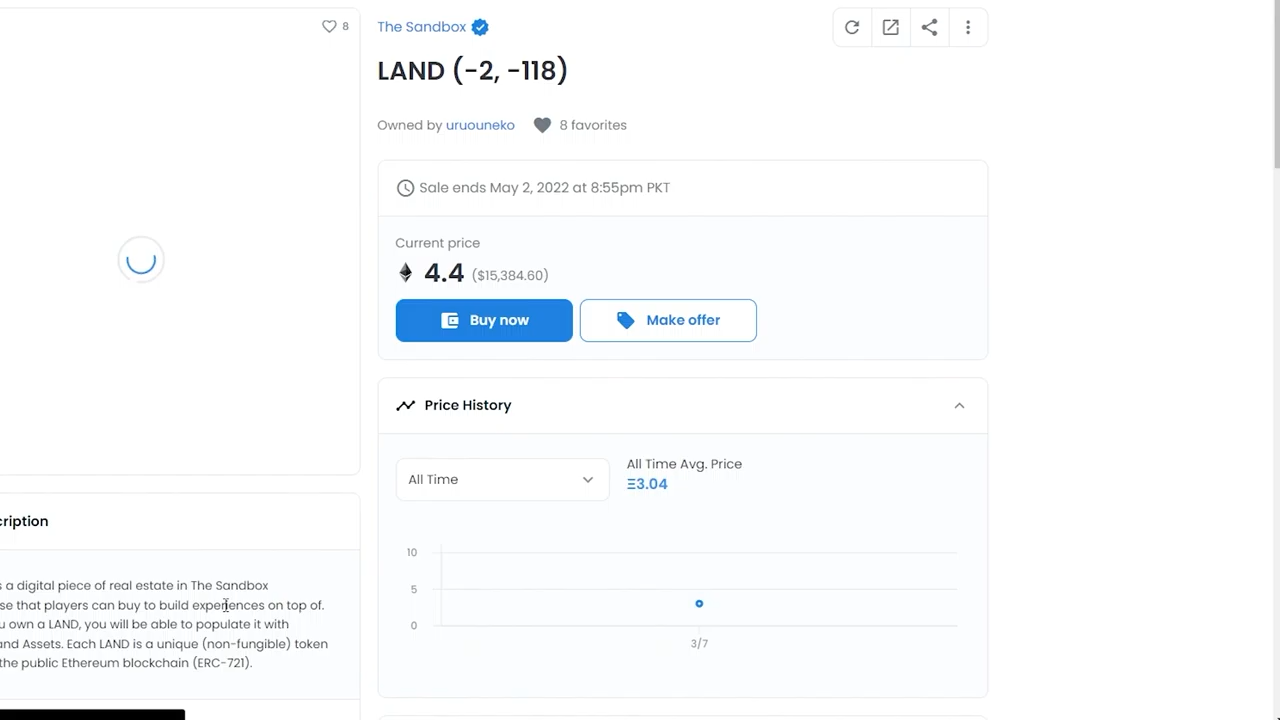 8
The Sandbox
LAND (-2, -118)
Owned by uruouneko 8 favorites
Sale ends May 2, 2022 at 8:55pm PKT
Current price
4.4 ($15,384.60)
Buy now Make offer
Price History
All Time
All Time Avg. Price
Ξ3.04
10
5
0
3/7
cription
s a digital piece of real estate in The Sandbox
se that players can buy to build experiences on top of.
u own a LAND, you will be able to populate it with
and Assets. Each LAND is a unique (non-fungible) token
the public Ethereum blockchain (ERC-721).